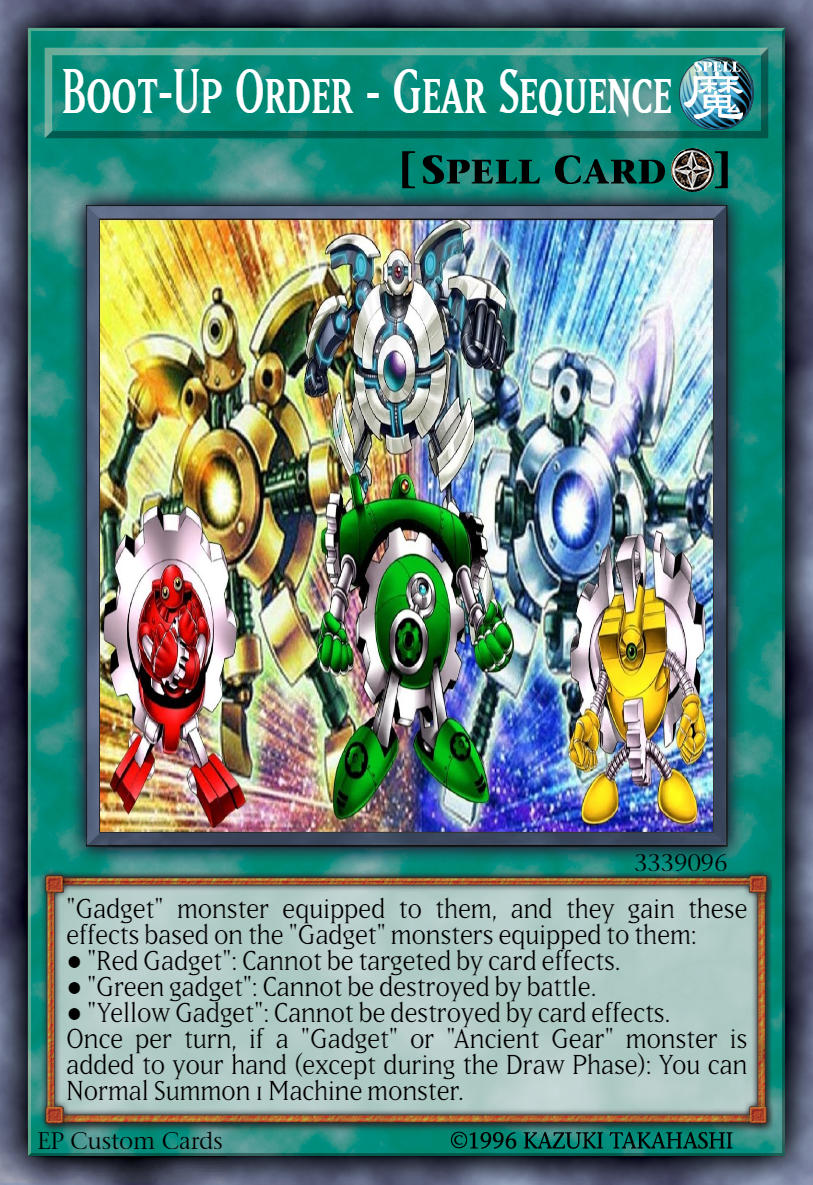 Boot-Up Order - Gear Sequence
SPELL
魔
[Spell Card]
3339096
"Gadget" monster equipped to them, and they gain these
effects based on the "Gadget" monsters equipped to them:
● "Red Gadget": Cannot be targeted by card effects.
● "Green gadget": Cannot be destroyed by battle.
● "Yellow Gadget": Cannot be destroyed by card effects.
Once per turn, if a "Gadget" or "Ancient Gear" monster is
added to your hand (except during the Draw Phase): You can
Normal Summon 1 Machine monster.
EP Custom Cards
©1996 KAZUKI TAKAHASHI